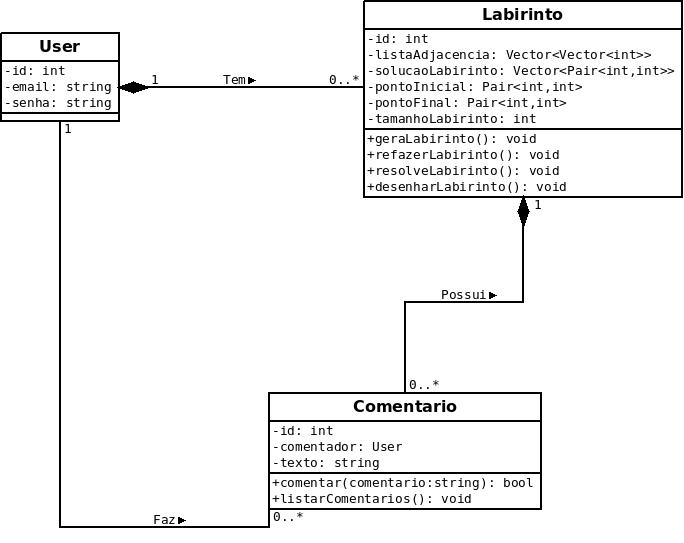 User
-id: int
-email: string
-senha: string
1
Tem
0..*
Labirinto
-id: int
-listaAdjacencia: Vector<Vector<int>>
-solucaoLabirinto: Vector<Pair<int,int>>
-pontoInicial: Pair<int,int>
-pontoFinal: Pair<int,int>
-tamanhoLabirinto: int
+geraLabirinto(): void
+refazerLabirinto(): void
+resolveLabirinto(): void
+desenharLabirinto(): void
1
1
Possui
0..*
Comentario
-id: int
-comentador: User
-texto: string
+comentar(comentario:string): bool
+listarComentarios(): void
Faz
0..*